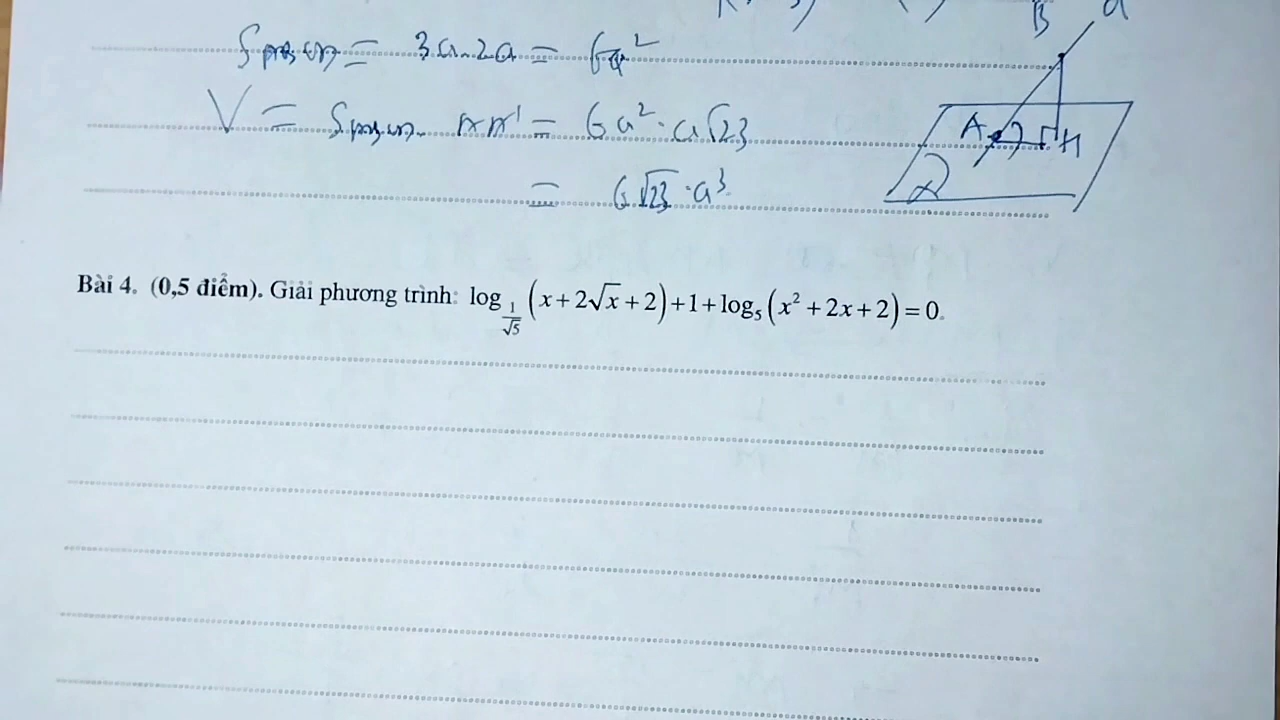 = 3a.2a = 6a²
V = . AA' = 6a² · a√23
= 6√23 · a³
B a
A H
α
Bài 4. (0,5 điểm). Giải phương trình: log_{1/√5}(x + 2√x + 2) + 1 + log₅(x² + 2x + 2) = 0.